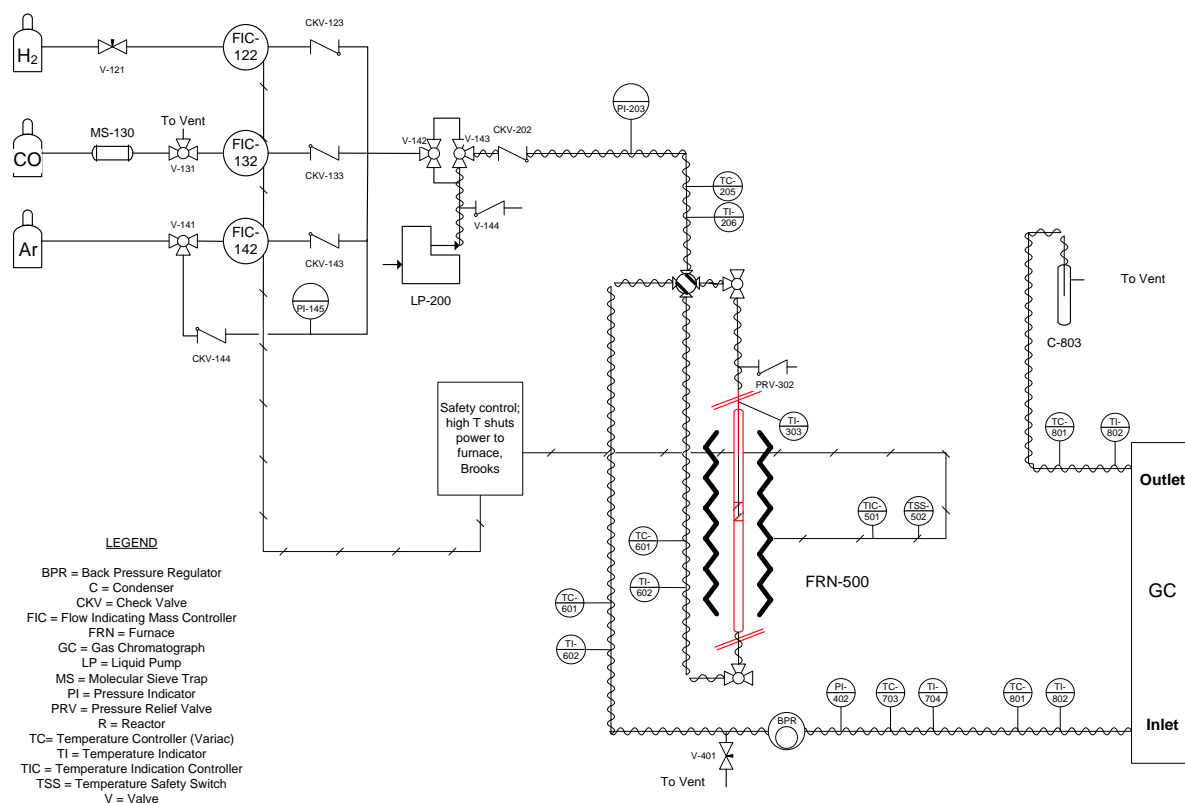 H2
V-121
FIC-
122
CKV-123
CO
MS-130
To Vent
V-131
FIC-
132
CKV-133
Ar
V-141
FIC-
142
CKV-143
PI-145
CKV-144
V-142
V-143
CKV-202
V-144
LP-200
PI-203
TC-
205
TI-
206
PRV-302
TI-
303
Safety control;
high T shuts
power to
furnace,
Brooks
TIC-
501
TSS-
502
FRN-500
TC-
601
TI-
602
TC-
601
TI-
602
V-401
To Vent
BPR
PI-
402
TC-
703
TI-
704
TC-
801
TI-
802
C-803
To Vent
TC-
801
TI-
802
Outlet
GC
Inlet
LEGEND
BPR = Back Pressure Regulator
C = Condenser
CKV = Check Valve
FIC = Flow Indicating Mass Controller
FRN = Furnace
GC = Gas Chromatograph
LP = Liquid Pump
MS = Molecular Sieve Trap
PI = Pressure Indicator
PRV = Pressure Relief Valve
R = Reactor
TC= Temperature Controller (Variac)
TI = Temperature Indicator
TIC = Temperature Indication Controller
TSS = Temperature Safety Switch
V = Valve